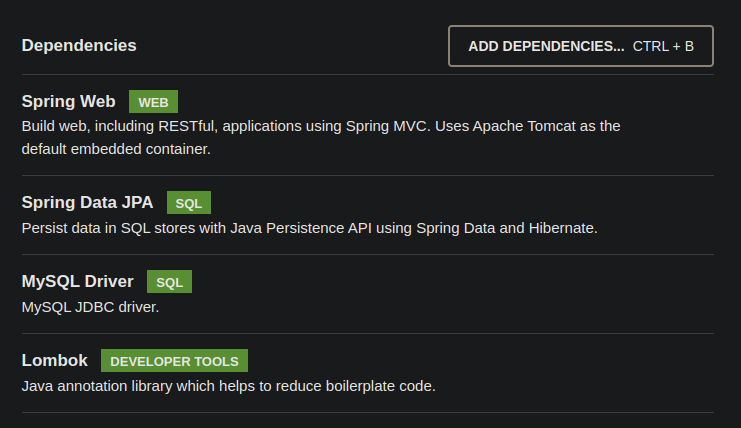 Dependencies
ADD DEPENDENCIES... CTRL + B
Spring Web WEB
Build web, including RESTful, applications using Spring MVC. Uses Apache Tomcat as the
default embedded container.
Spring Data JPA SQL
Persist data in SQL stores with Java Persistence API using Spring Data and Hibernate.
MySQL Driver SQL
MySQL JDBC driver.
Lombok DEVELOPER TOOLS
Java annotation library which helps to reduce boilerplate code.